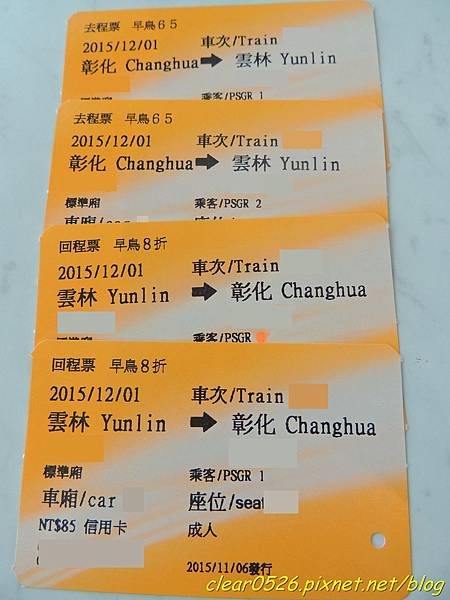 去程票 早鳥65
2015/12/01 車次/Train
彰化 Changhua➡ 雲林 Yunlin
乘客/PSGR 1
去程票 早鳥65
2015/12/01 車次/Train
彰化 Changhua➡ 雲林 Yunlin
標準廂 乘客/PSGR 2
車廂/car
回程票 早鳥8折
2015/12/01 車次/Train
雲林 Yunlin ➡ 彰化 Changhua
乘客/PSGR
回程票 早鳥8折
2015/12/01 車次/Train
雲林 Yunlin ➡ 彰化 Changhua
標準廂 乘客/PSGR 1
車廂/car 座位/seat
NT$85 信用卡 成人
2015/11/06發行
clear0526.pixnet.net/blog